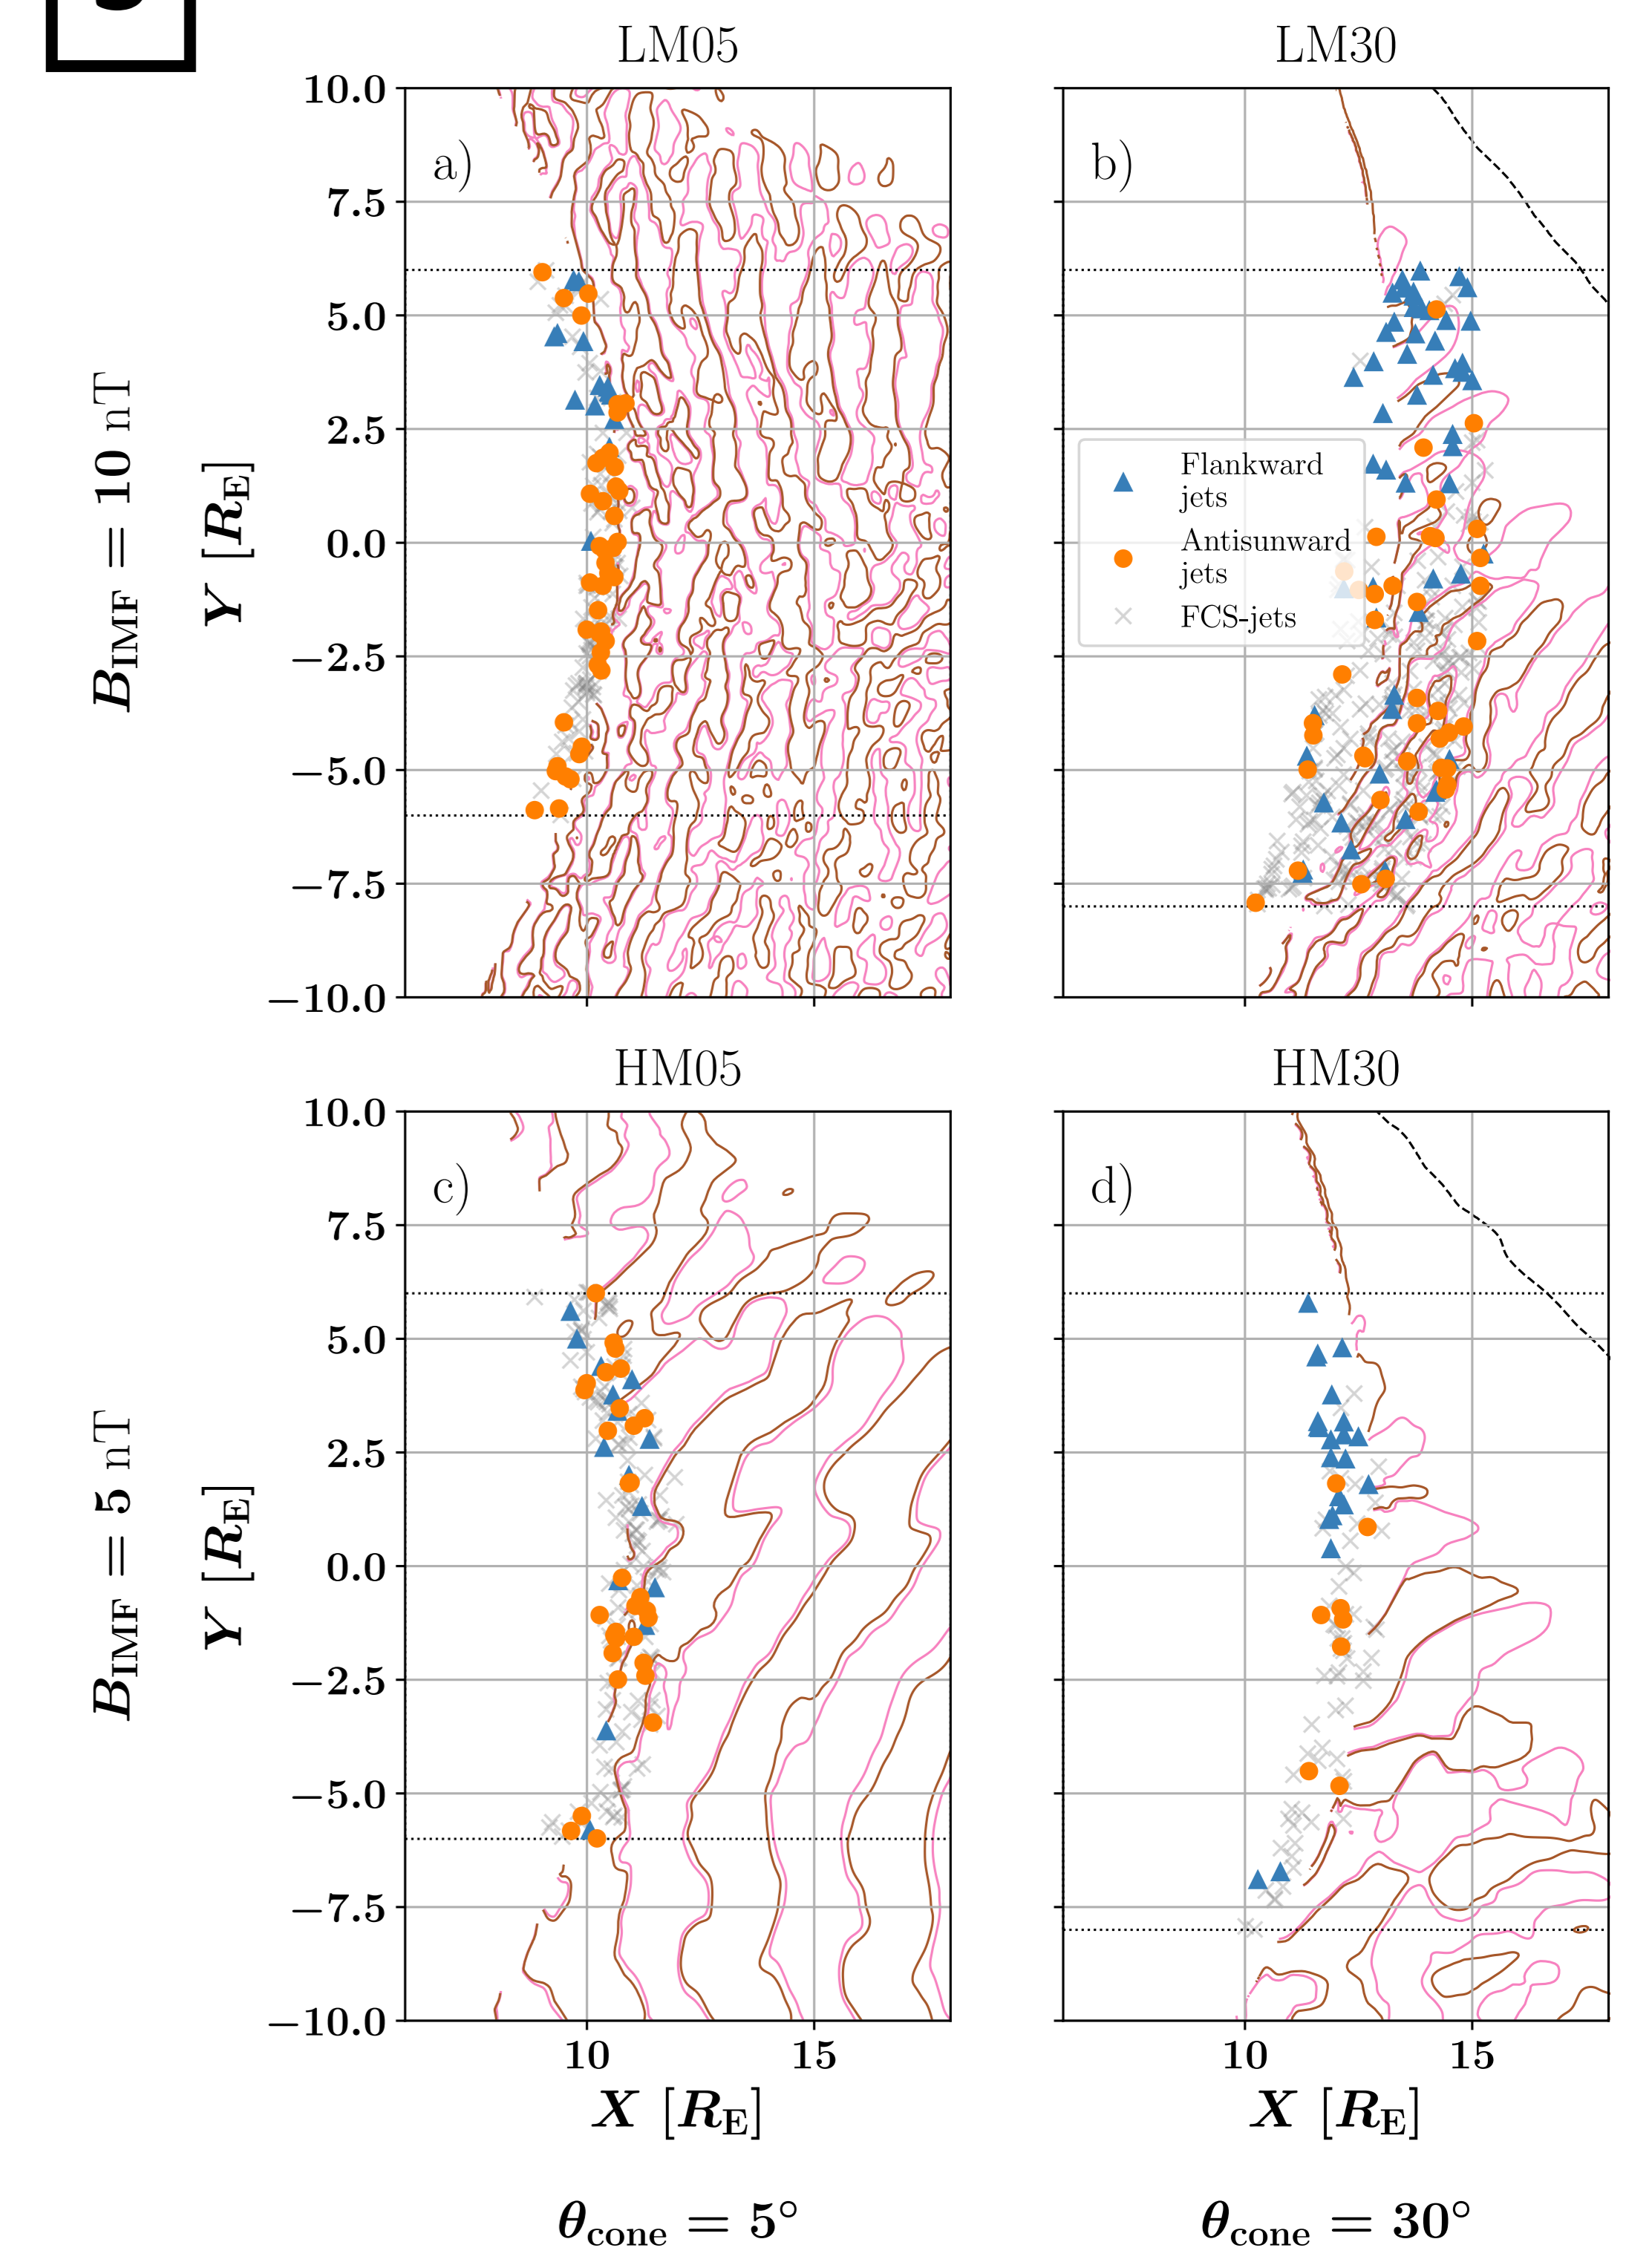 LM05
LM30
B_IMF = 10 nT
Y [R_E]
10.0
7.5
5.0
2.5
0.0
−2.5
−5.0
−7.5
−10.0
a)
b)
Flankward
jets
Antisunward
jets
FCS-jets
HM05
HM30
B_IMF = 5 nT
Y [R_E]
10.0
7.5
5.0
2.5
0.0
−2.5
−5.0
−7.5
−10.0
c)
d)
10
15
10
15
X [R_E]
X [R_E]
θ_cone = 5°
θ_cone = 30°